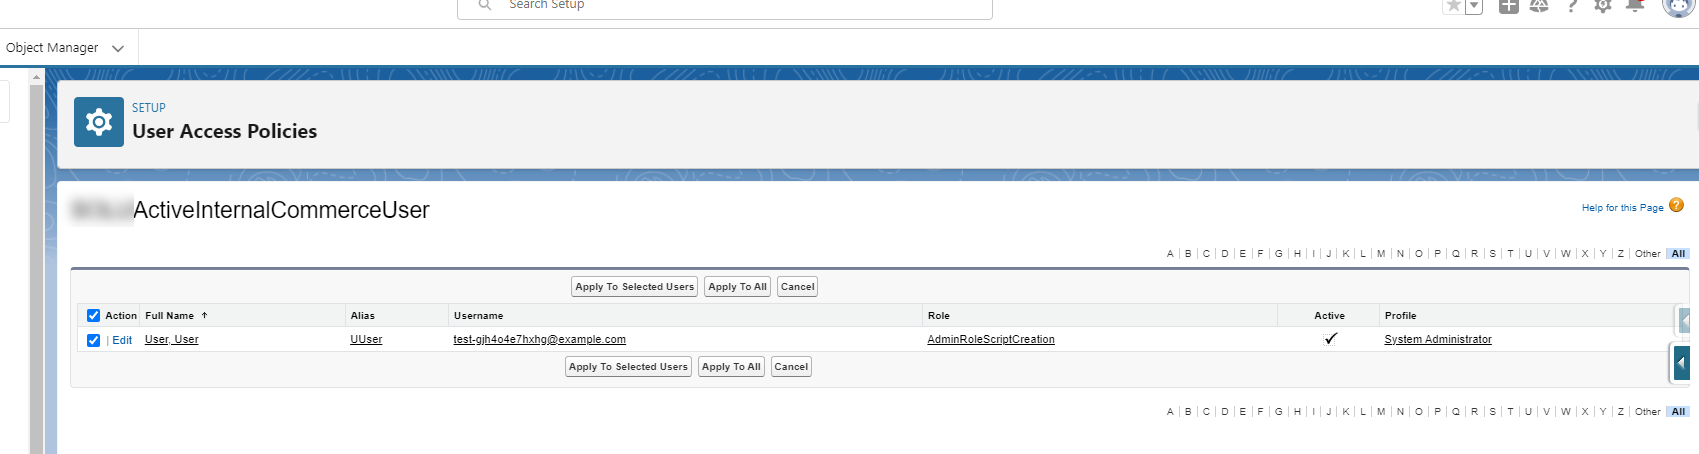 Search Setup
Object Manager
SETUP
User Access Policies
ActiveInternalCommerceUser
Help for this Page ?
A | B | C | D | E | F | G | H | I | J | K | L | M | N | O | P | Q | R | S | T | U | V | W | X | Y | Z | Other | All
Apply To Selected Users Apply To All Cancel
Action Full Name ↑ Alias Username Role Active Profile
| Edit User, User UUser test-gjh4o4e7hxhg@example.com AdminRoleScriptCreation ✓ System Administrator
Apply To Selected Users Apply To All Cancel
A | B | C | D | E | F | G | H | I | J | K | L | M | N | O | P | Q | R | S | T | U | V | W | X | Y | Z | Other | All